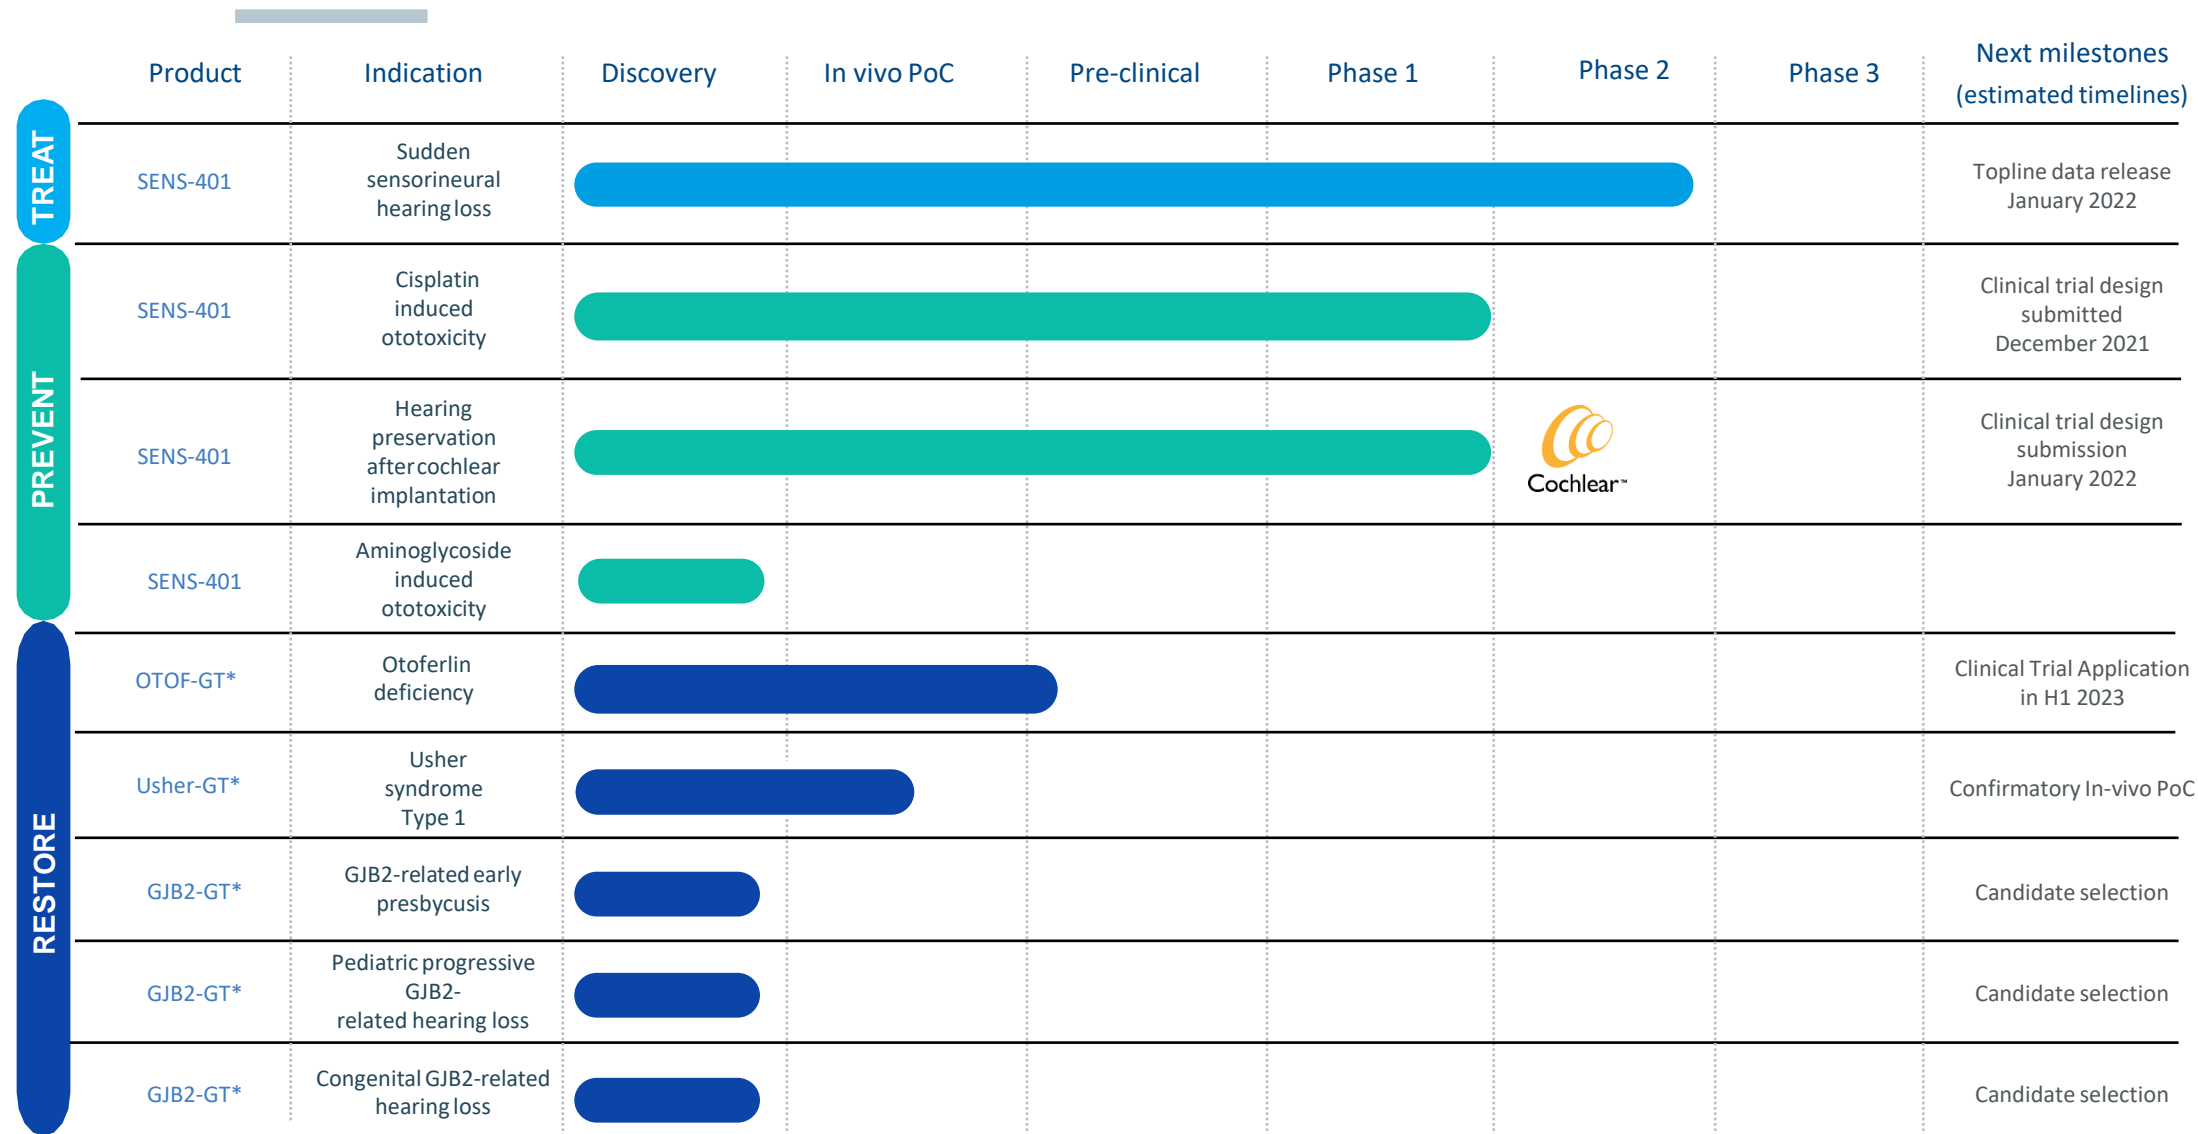 Product
Indication
Discovery
In vivo PoC
Pre-clinical
Phase 1
Phase 2
Phase 3
Next milestones
(estimated timelines)
TREAT
SENS-401
Sudden
sensorineural
hearing loss
Topline data release
January 2022
PREVENT
SENS-401
Cisplatin
induced
ototoxicity
Clinical trial design
submitted
December 2021
SENS-401
Hearing
preservation
after cochlear
implantation
Cochlear™
Clinical trial design
submission
January 2022
SENS-401
Aminoglycoside
induced
ototoxicity
RESTORE
OTOF-GT*
Otoferlin
deficiency
Clinical Trial Application
in H1 2023
Usher-GT*
Usher
syndrome
Type 1
Confirmatory In-vivo PoC
GJB2-GT*
GJB2-related early
presbycusis
Candidate selection
GJB2-GT*
Pediatric progressive
GJB2-
related hearing loss
Candidate selection
GJB2-GT*
Congenital GJB2-related
hearing loss
Candidate selection